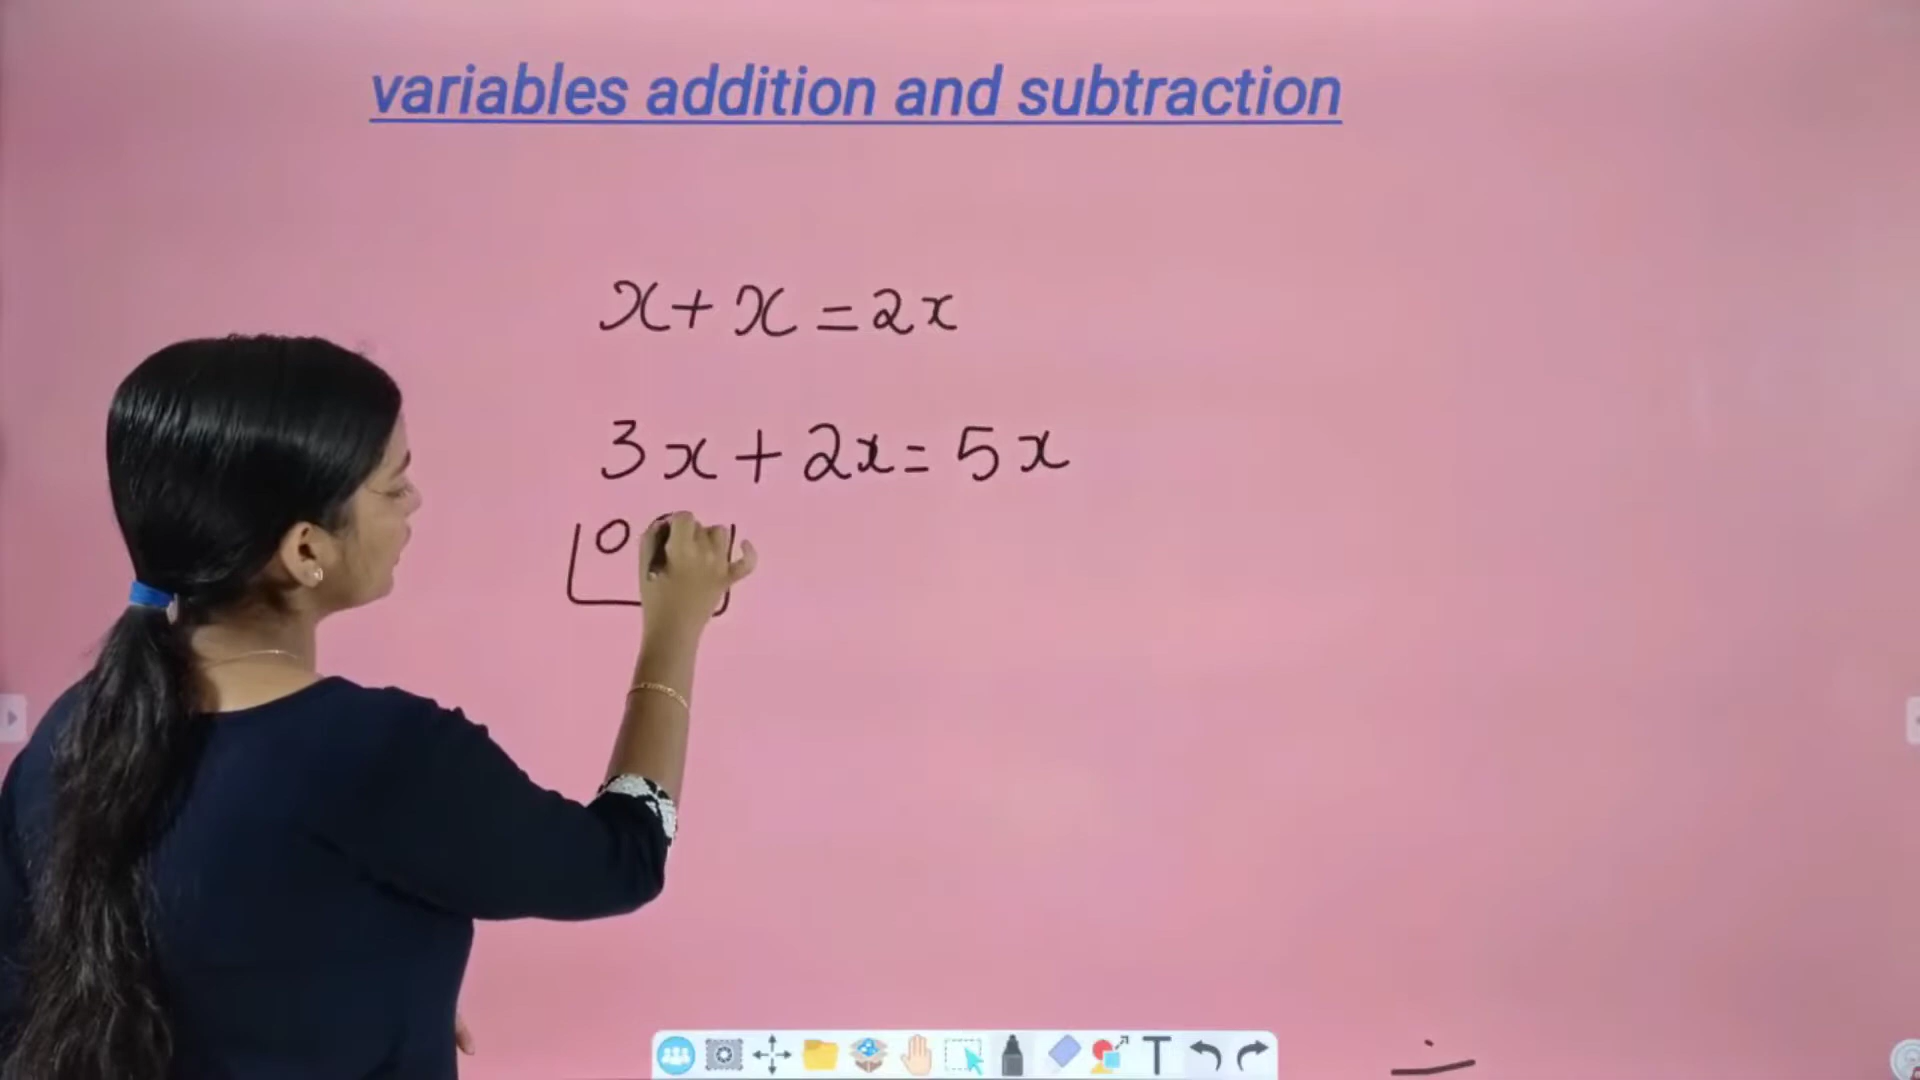 variables addition and subtraction
x + x = 2x
3x + 2x = 5x